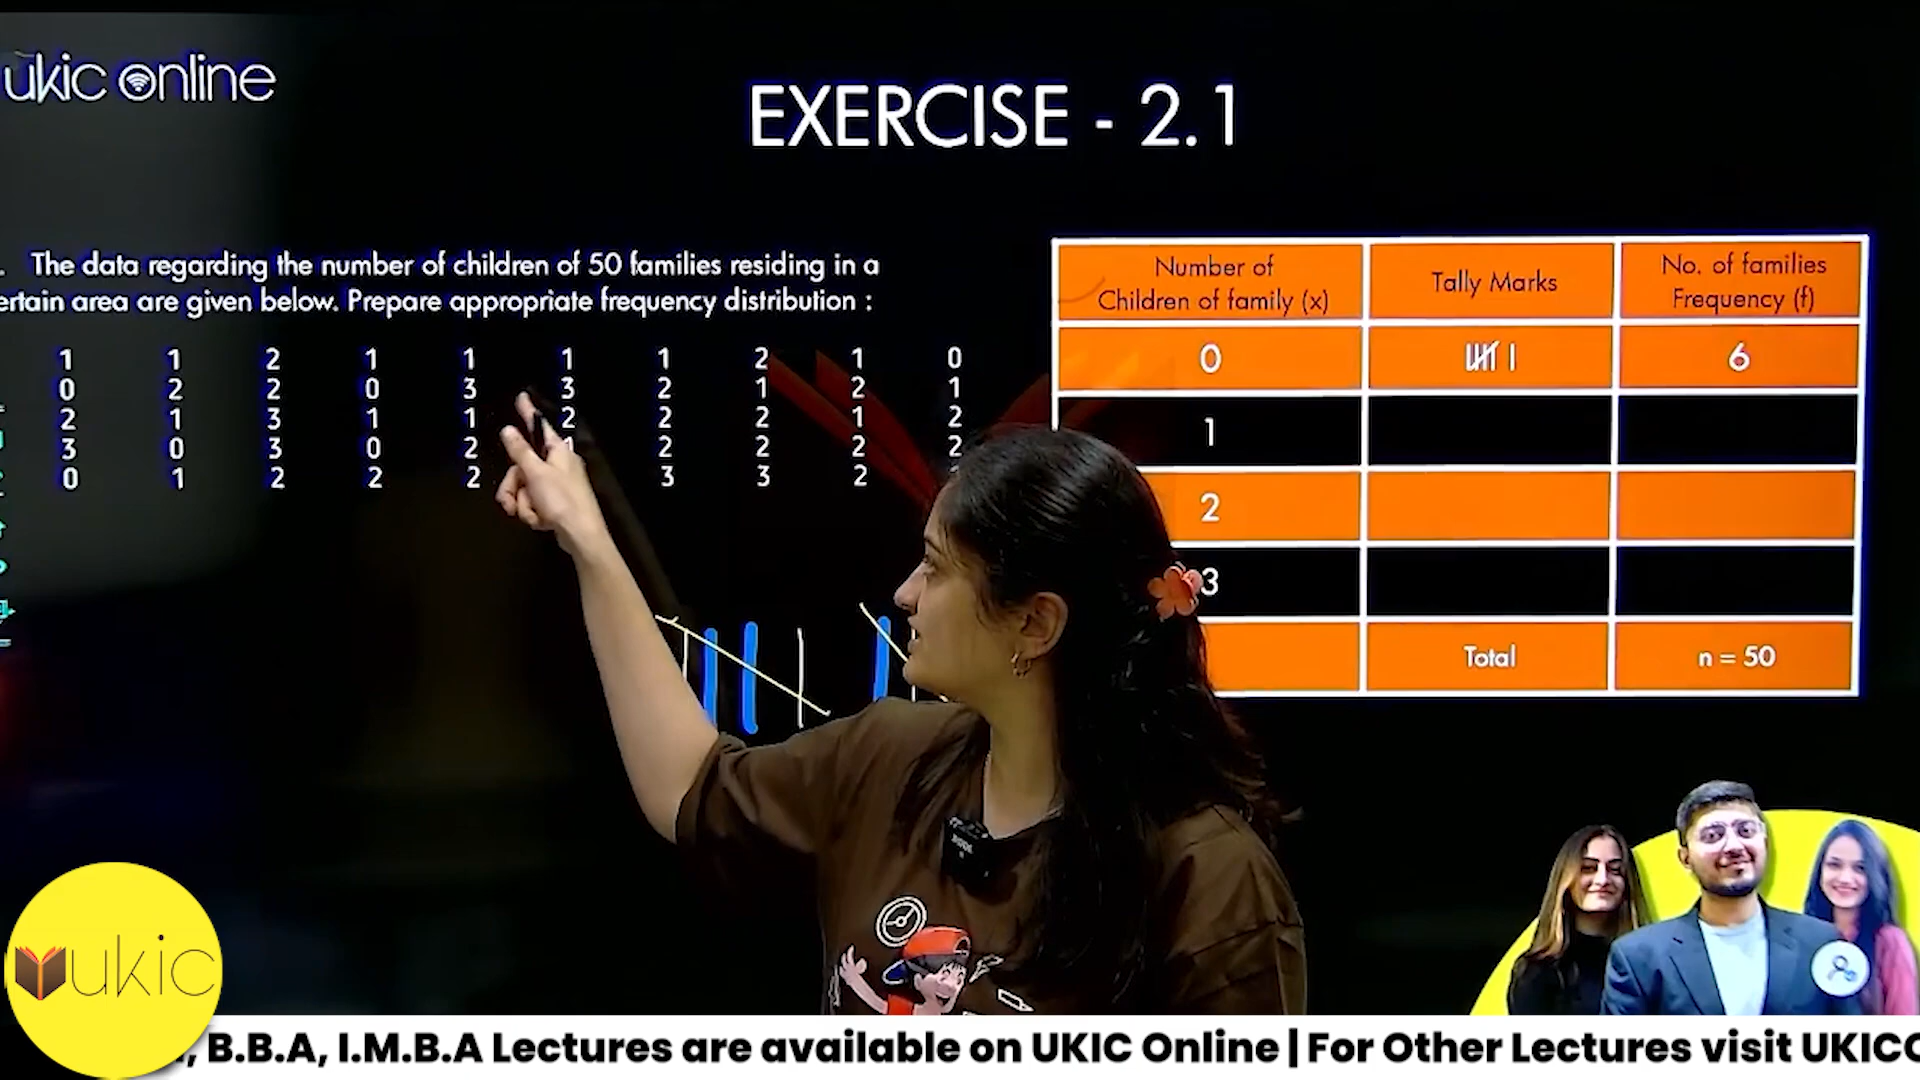 ukic online
EXERCISE - 2.1
. The data regarding the number of children of 50 families residing in a
ertain area are given below. Prepare appropriate frequency distribution :
1 1 2 1 1 1 1 2 1 0
0 2 2 0 3 3 2 1 2 1
2 1 3 1 1 2 2 2 1 2
3 0 3 0 2 1 2 2 2 2
0 1 2 2 2 3 3 2
Number of Children of family (x) Tally Marks No. of families Frequency (f)
0 6
1
2
3
Total n = 50
ukic
, B.B.A, I.M.B.A Lectures are available on UKIC Online | For Other Lectures visit UKIC